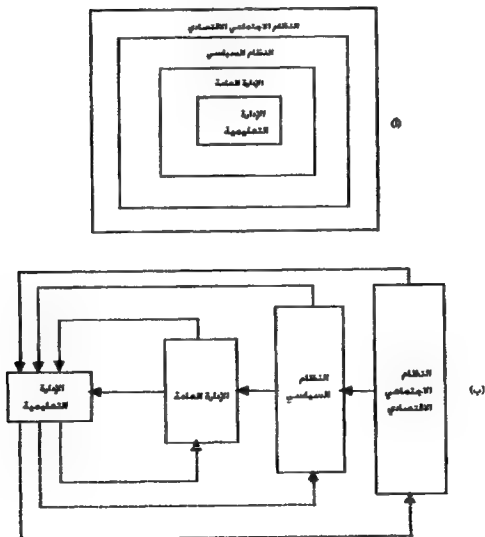 النظام الاجتماعي الاقتصادي
النظام السياسي
الإدارة العامة
الإدارة
التعليمية
(أ)
النظام
الاجتماعي
الاقتصادي
النظام
السياسي
الإدارة العامة
الإدارة
التعليمية
(ب)